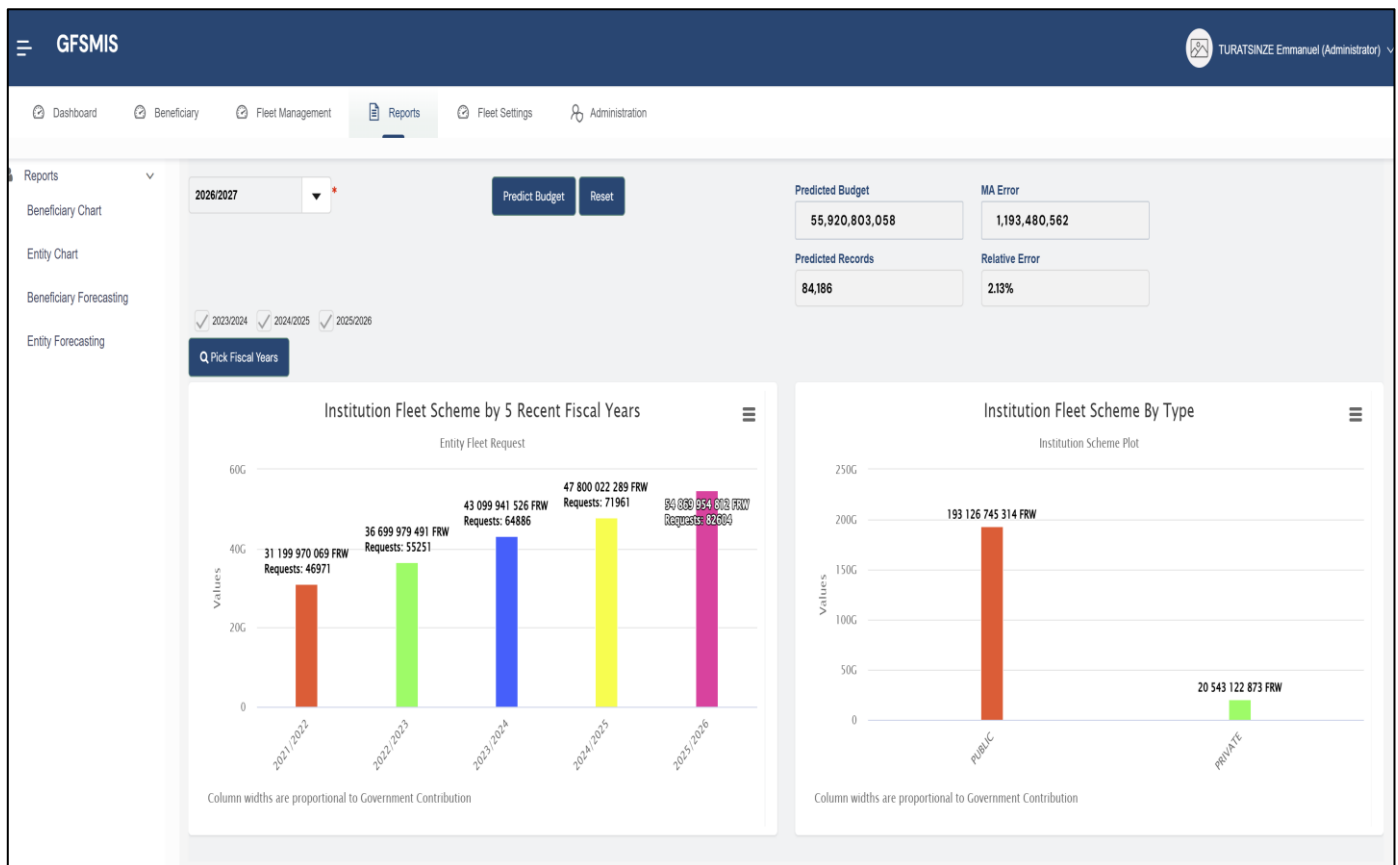 GFSMIS
TURATSINZE Emmanuel (Administrator)
Dashboard
Beneficiary
Fleet Management
Reports
Fleet Settings
Administration
Reports
Beneficiary Chart
Entity Chart
Beneficiary Forecasting
Entity Forecasting
2026/2027
*
Predict Budget
Reset
Predicted Budget
MA Error
55,920,803,058
1,193,480,562
Predicted Records
Relative Error
84,186
2.13%
2023/2024
2024/2025
2025/2026
Pick Fiscal Years
Institution Fleet Scheme by 5 Recent Fiscal Years
Entity Fleet Request
60G
40G
20G
0
Values
31 199 970 069 FRW
Requests: 46971
36 699 979 491 FRW
Requests: 55251
43 099 941 526 FRW
Requests: 64886
47 800 022 289 FRW
Requests: 71961
54 869 954 812 FRW
Requests: 82604
2021/2022
2022/2023
2023/2024
2024/2025
2025/2026
Column widths are proportional to Government Contribution
Institution Fleet Scheme By Type
Institution Scheme Plot
250G
200G
150G
100G
50G
0
Values
193 126 745 314 FRW
20 543 122 873 FRW
PUBLIC
PRIVATE
Column widths are proportional to Government Contribution